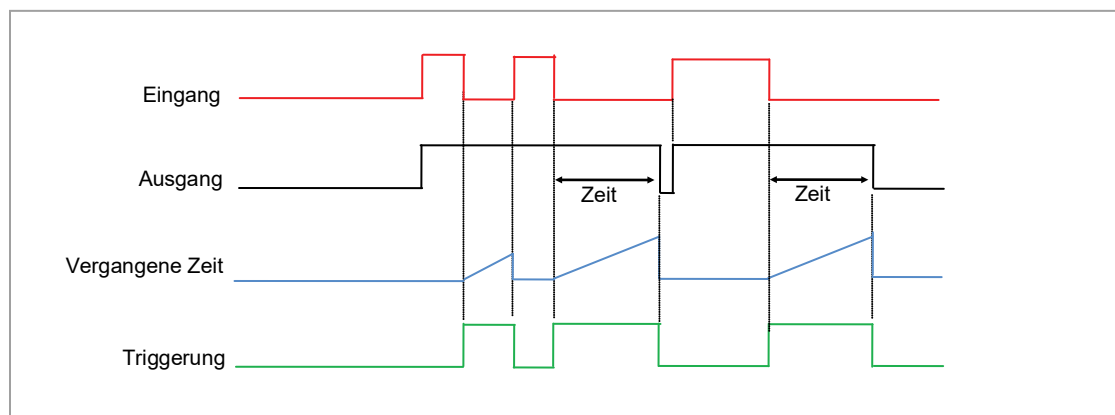 Eingang
Ausgang
Zeit
Zeit
Vergangene Zeit
Triggerung